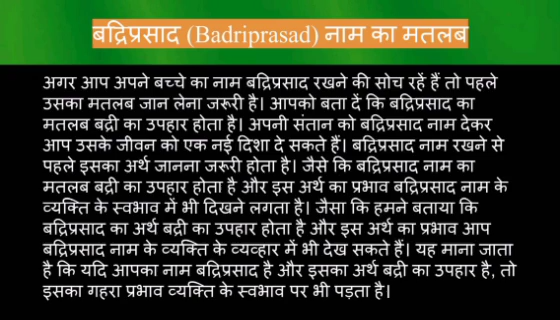 बद्रिप्रसाद (Badriprasad) नाम का मतलब
अगर आप अपने बच्चे का नाम बद्रिप्रसाद रखने की सोच रहें हैं तो पहले
उसका मतलब जान लेना जरूरी है। आपको बता दें कि बद्रिप्रसाद का
मतलब बद्री का उपहार होता है। अपनी संतान को बद्रिप्रसाद नाम देकर
आप उसके जीवन को एक नई दिशा दे सकते हैं। बद्रिप्रसाद नाम रखने से
पहले इसका अर्थ जानना जरूरी होता है। जैसे कि बद्रिप्रसाद नाम का
मतलब बद्री का उपहार होता है और इस अर्थ का प्रभाव बद्रिप्रसाद नाम के
व्यक्ति के स्वभाव में भी दिखने लगता है। जैसा कि हमने बताया कि
बद्रिप्रसाद का अर्थ बद्री का उपहार होता है और इस अर्थ का प्रभाव आप
बद्रिप्रसाद नाम के व्यक्ति के व्यव्हार में भी देख सकते हैं। यह माना जाता
है कि यदि आपका नाम बद्रिप्रसाद है और इसका अर्थ बद्री का उपहार है, तो
इसका गहरा प्रभाव व्यक्ति के स्वभाव पर भी पड़ता है।